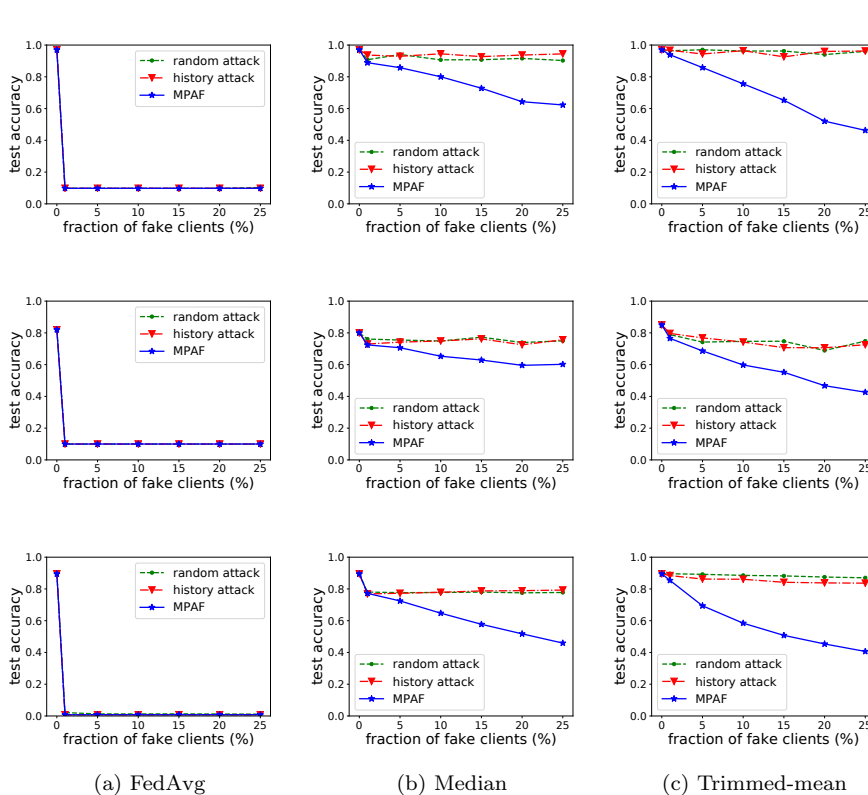 1.0
0.8
0.6
0.4
0.2
0.0
test accuracy
random attack
history attack
MPAF
0 5 10 15 20 25
fraction of fake clients (%)
1.0
0.8
0.6
0.4
0.2
0.0
test accuracy
random attack
history attack
MPAF
0 5 10 15 20 25
fraction of fake clients (%)
1.0
0.8
0.6
0.4
0.2
0.0
test accuracy
random attack
history attack
MPAF
0 5 10 15 20 25
fraction of fake clients (%)
1.0
0.8
0.6
0.4
0.2
0.0
test accuracy
random attack
history attack
MPAF
0 5 10 15 20 25
fraction of fake clients (%)
1.0
0.8
0.6
0.4
0.2
0.0
test accuracy
random attack
history attack
MPAF
0 5 10 15 20 25
fraction of fake clients (%)
1.0
0.8
0.6
0.4
0.2
0.0
test accuracy
random attack
history attack
MPAF
0 5 10 15 20 25
fraction of fake clients (%)
1.0
0.8
0.6
0.4
0.2
0.0
test accuracy
random attack
history attack
MPAF
0 5 10 15 20 25
fraction of fake clients (%)
1.0
0.8
0.6
0.4
0.2
0.0
test accuracy
random attack
history attack
MPAF
0 5 10 15 20 25
fraction of fake clients (%)
1.0
0.8
0.6
0.4
0.2
0.0
test accuracy
random attack
history attack
MPAF
0 5 10 15 20 25
fraction of fake clients (%)
(a) FedAvg
(b) Median
(c) Trimmed-mean